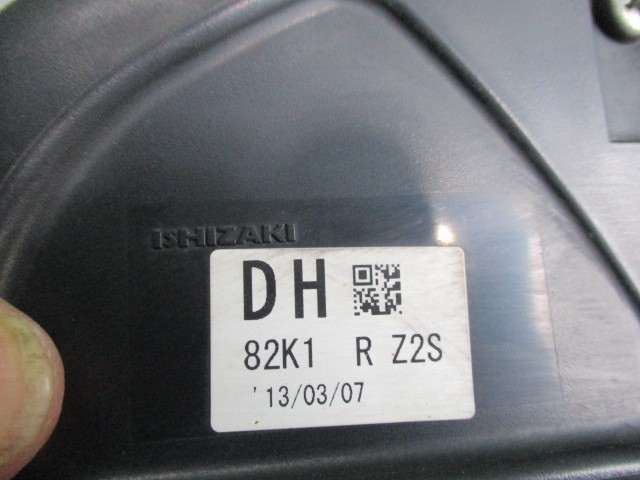 ISHIZAKI
DH
82K1 R Z2S
'13/03/07